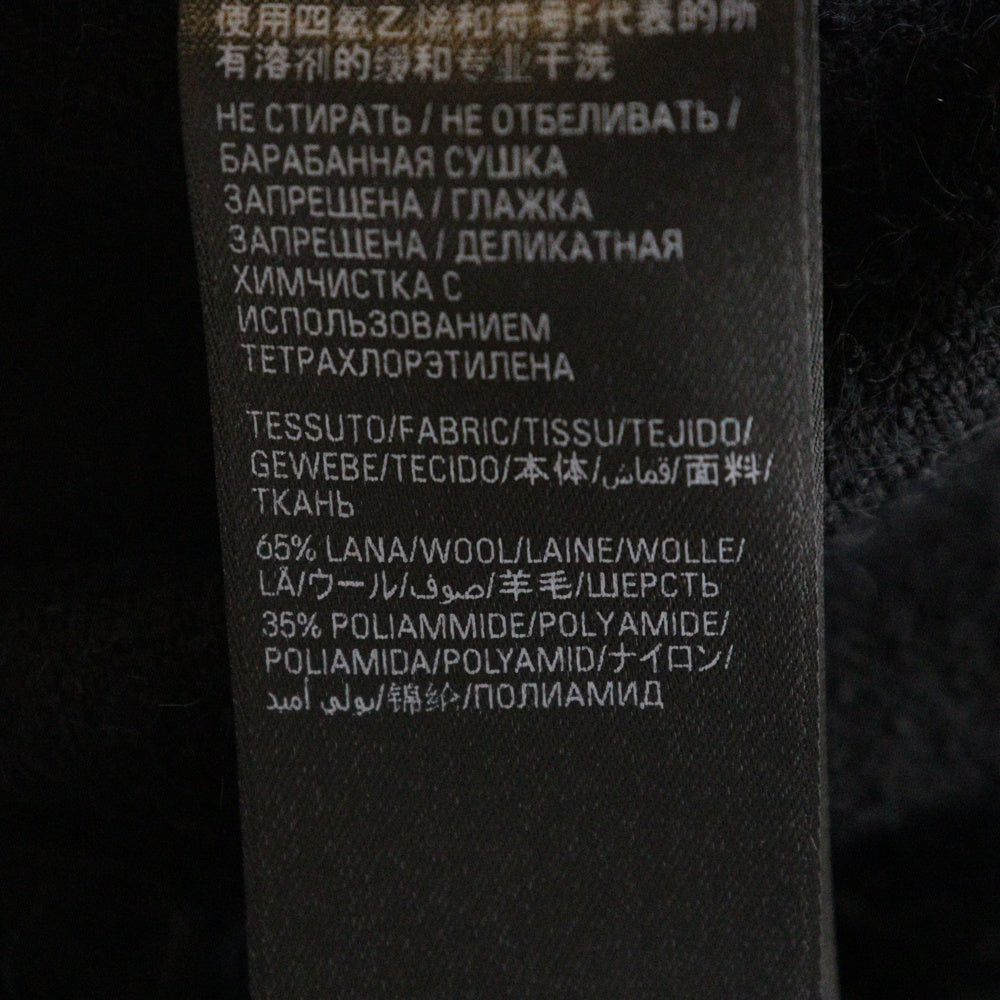 使用四氯乙烯和符号F代表的所
有溶剂的缓和专业干洗
НЕ СТИРАТЬ / НЕ ОТБЕЛИВАТЬ /
БАРАБАННАЯ СУШКА
ЗАПРЕЩЕНА / ГЛАЖКА
ЗАПРЕЩЕНА / ДЕЛИКАТНАЯ
ХИМЧИСТКА С
ИСПОЛЬЗОВАНИЕМ
ТЕТРАХЛОРЭТИЛЕНА
TESSUTO/FABRIC/TISSU/TEJIDO/
GEWEBE/TECIDO/本体/قماش/面料/
ТКАНЬ
65% LANA/WOOL/LAINE/WOLLE/
LÃ/ウール/صوف/羊毛/ШЕРСТЬ
35% POLIAMMIDE/POLYAMIDE/
POLIAMIDA/POLYAMID/ナイロン/
بولي أميد/锦纶/ПОЛИАМИД